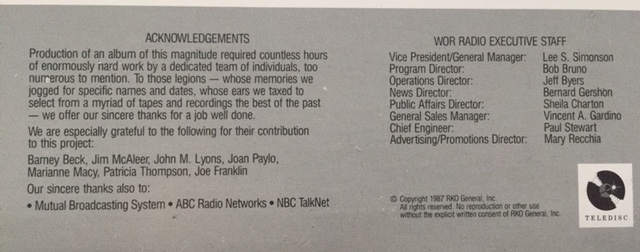 ACKNOWLEDGEMENTS
Production of an album of this magnitude required countless hours
of enormously hard work by a dedicated team of individuals, too
numerous to mention. To those legions — whose memories we
jogged for specific names and dates, whose ears we taxed to
select from a myriad of tapes and recordings the best of the past
— we offer our sincere thanks for a job well done.
We are especially grateful to the following for their contribution
to this project:
Barney Beck, Jim McAleer, John M. Lyons, Joan Paylo,
Marianne Macy, Patricia Thompson, Joe Franklin
Our sincere thanks also to:
• Mutual Broadcasting System • ABC Radio Networks • NBC TalkNet
WOR RADIO EXECUTIVE STAFF
Vice President/General Manager: Lee S. Simonson
Program Director: Bob Bruno
Operations Director: Jeff Byers
News Director: Bernard Gershon
Public Affairs Director: Sheila Charton
General Sales Manager: Vincent A. Gardino
Chief Engineer: Paul Stewart
Advertising/Promotions Director: Mary Recchia
© Copyright 1987 RKO General, Inc.
All rights reserved. No reproduction or other use
without the explicit written consent of RKO General, Inc.
TELEDISC